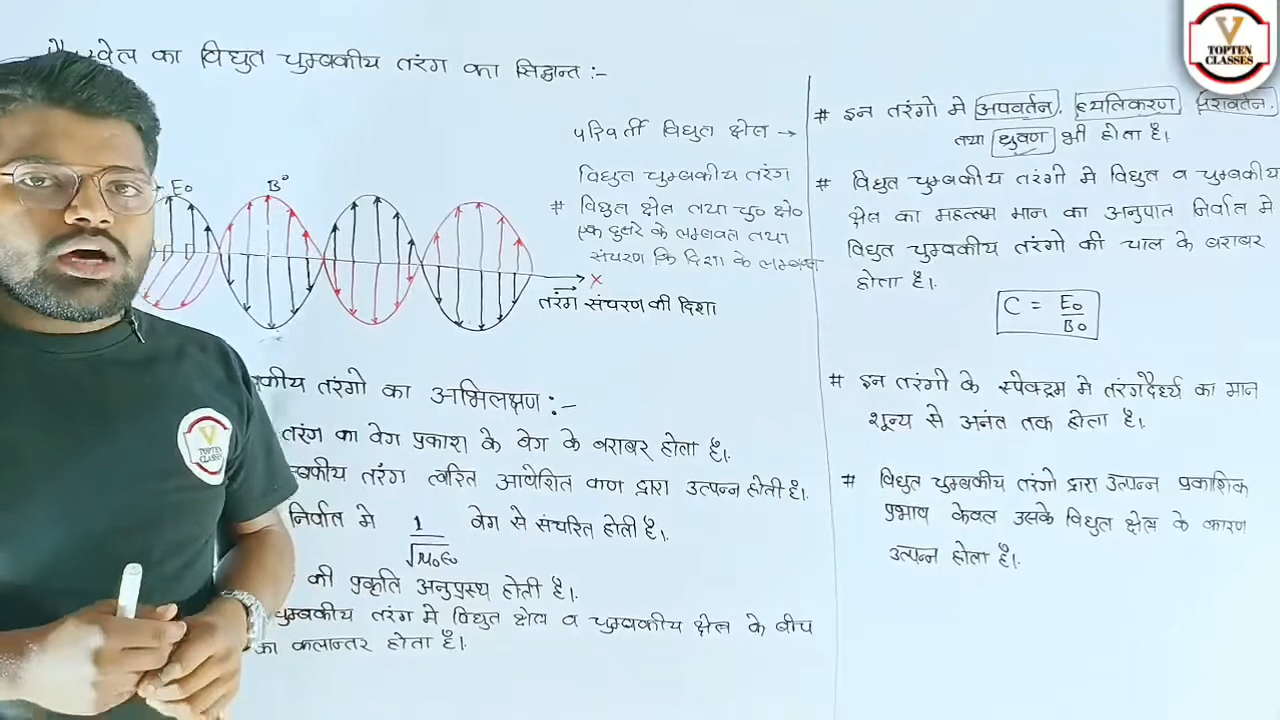 का विद्युत चुम्बकीय तरंग का सिद्धान्त :-
E₀
B⁰
X
तरंग संचरण की दिशा
परिवर्ती विद्युत क्षेत्र →
विद्युत चुम्बकीय तरंग
# विद्युत क्षेत्र तथा चु० क्षे०
एक दुसरे के लम्बवत तथा
संचरण कि दिशा के लम्बवत
तरंगो का अभिलक्षण :-
तरंग का वेग प्रकाश के वेग के बराबर होता है।
तरंग त्वरित आवेशित कण द्वारा उत्पन्न होती है।
निर्वात मे 1/√μ₀ε₀ वेग से संचरित होती है।
की प्रकृति अनुप्रस्थ होती है।
चुम्बकीय तरंग मे विद्युत क्षेत्र व चुम्बकीय क्षेत्र के बीच
का कलान्तर होता है।
# इन तरंगो मे अपवर्तन, व्यतिकरण, परावर्तन,
तथा ध्रुवण भी होता है।
# विद्युत चुम्बकीय तरंगो मे विद्युत व चुम्बकीय
क्षेत्र का महत्तम मान का अनुपात निर्वात मे
विद्युत चुम्बकीय तरंगो की चाल के बराबर
होता है।
C = E₀/B₀
# इन तरंगो के स्पेक्ट्रम मे तरंगदैर्ध्य का मान
शून्य से अनंत तक होता है।
# विद्युत चुम्बकीय तरंगो द्वारा उत्पन्न प्रकाशिक
प्रभाव केवल उसके विद्युत क्षेत्र के कारण
उत्पन्न होता है।
V
TOPTEN
CLASSES
V
TOPTEN
CLASSES